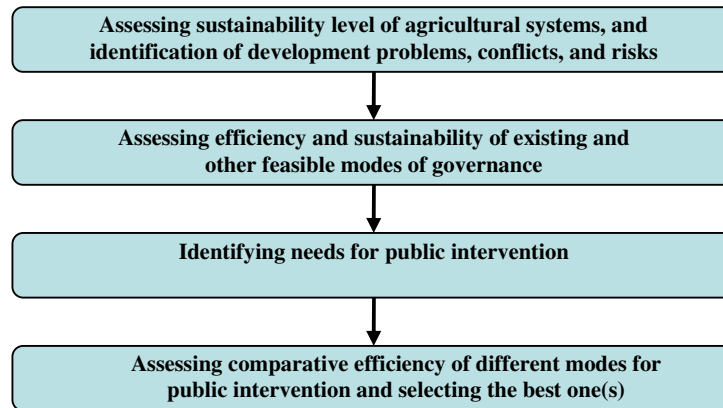 Assessing sustainability level of agricultural systems, and
identification of development problems, conflicts, and risks
Assessing efficiency and sustainability of existing and
other feasible modes of governance
Identifying needs for public intervention
Assessing comparative efficiency of different modes for
public intervention and selecting the best one(s)